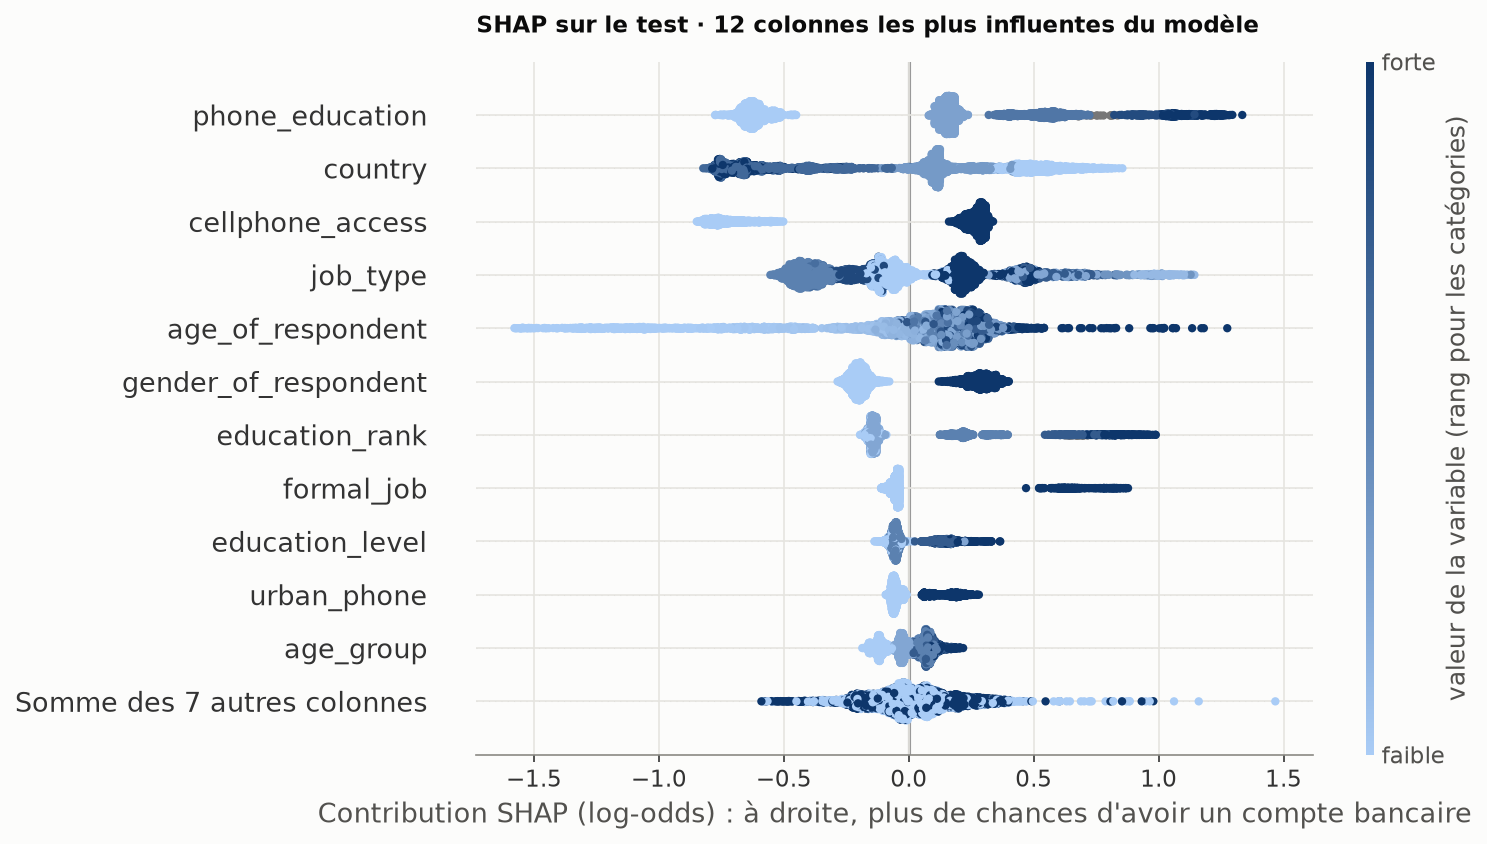 SHAP sur le test · 12 colonnes les plus influentes du modèle
forte
phone_education
country
cellphone_access
job_type
age_of_respondent
gender_of_respondent
education_rank
formal_job
education_level
urban_phone
age_group
Somme des 7 autres colonnes
valeur de la variable (rang pour les catégories)
faible
−1.5 −1.0 −0.5 0.0 0.5 1.0 1.5
Contribution SHAP (log-odds) : à droite, plus de chances d'avoir un compte bancaire